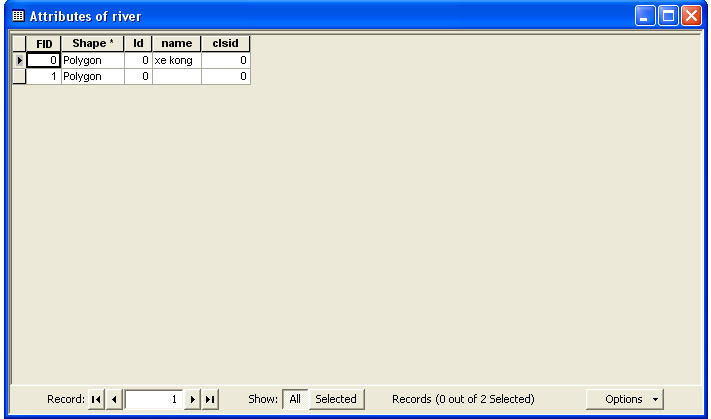 Attributes of river
FID Shape * Id name clsid
0 Polygon 0 xe kong 0
1 Polygon 0 0
Record: 1 Show: All Selected Records (0 out of 2 Selected) Options